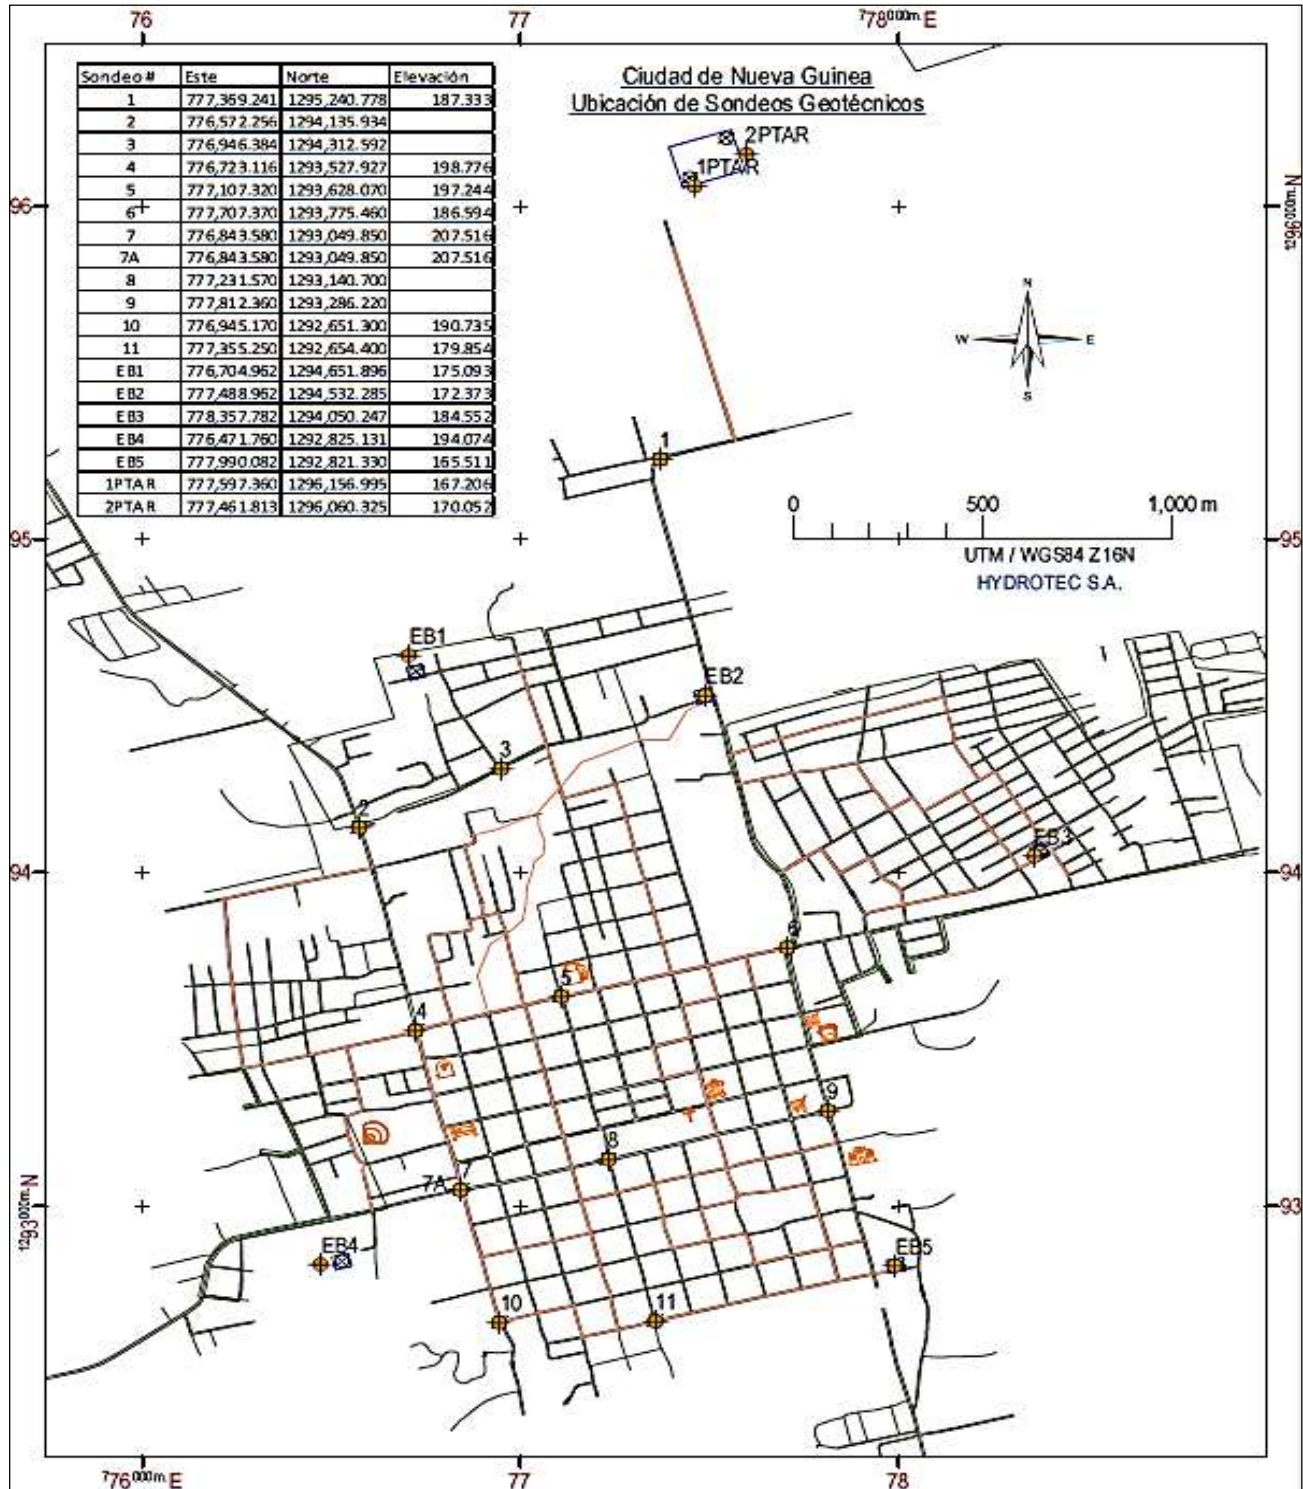 76 77 778000m. E
Sondeo # Este Norte Elevación
1 777,369.241 1295,240.778 187.333
2 776,572.256 1294,135.934
3 776,946.384 1294,312.592
4 776,723.116 1293,527.927 198.776
5 777,107.320 1293,628.070 197.244
6 777,707.370 1293,775.460 186.594
7 776,843.580 1293,049.850 207.516
7A 776,843.580 1293,049.850 207.516
8 777,231.570 1293,140.700
9 777,812.360 1293,286.220
10 776,945.170 1292,651.300 190.735
11 777,355.250 1292,654.400 179.854
EB1 776,704.962 1294,651.896 175.093
EB2 777,488.962 1294,532.285 172.373
EB3 778,357.782 1294,050.247 184.552
EB4 776,471.760 1292,825.131 194.074
EB5 777,990.082 1292,821.330 165.511
1PTAR 777,597.360 1296,156.995 167.206
2PTAR 777,461.813 1296,060.325 170.052
Ciudad de Nueva Guinea
Ubicación de Sondeos Geotécnicos
2PTAR
1PTAR
96
1296000m. N
N
W E
S
1
0 500 1,000 m
95 95
UTM / WGS84 Z16N
HYDROTEC S.A.
EB1
EB2
3
2
EB3
94 94
6
5
4
9
8
7
7A
1293000m. N
93
EB4
EB5
10
11
776000m. E 77 78